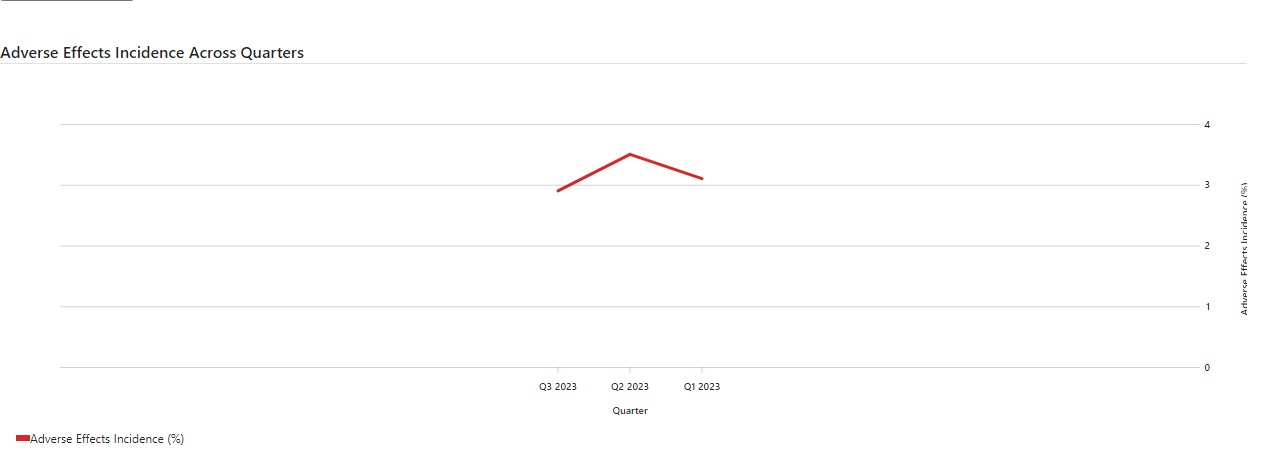 Adverse Effects Incidence Across Quarters
4
3
2
1
0
Adverse Effects Incidence (%)
Q3 2023 Q2 2023 Q1 2023
Quarter
Adverse Effects Incidence (%)